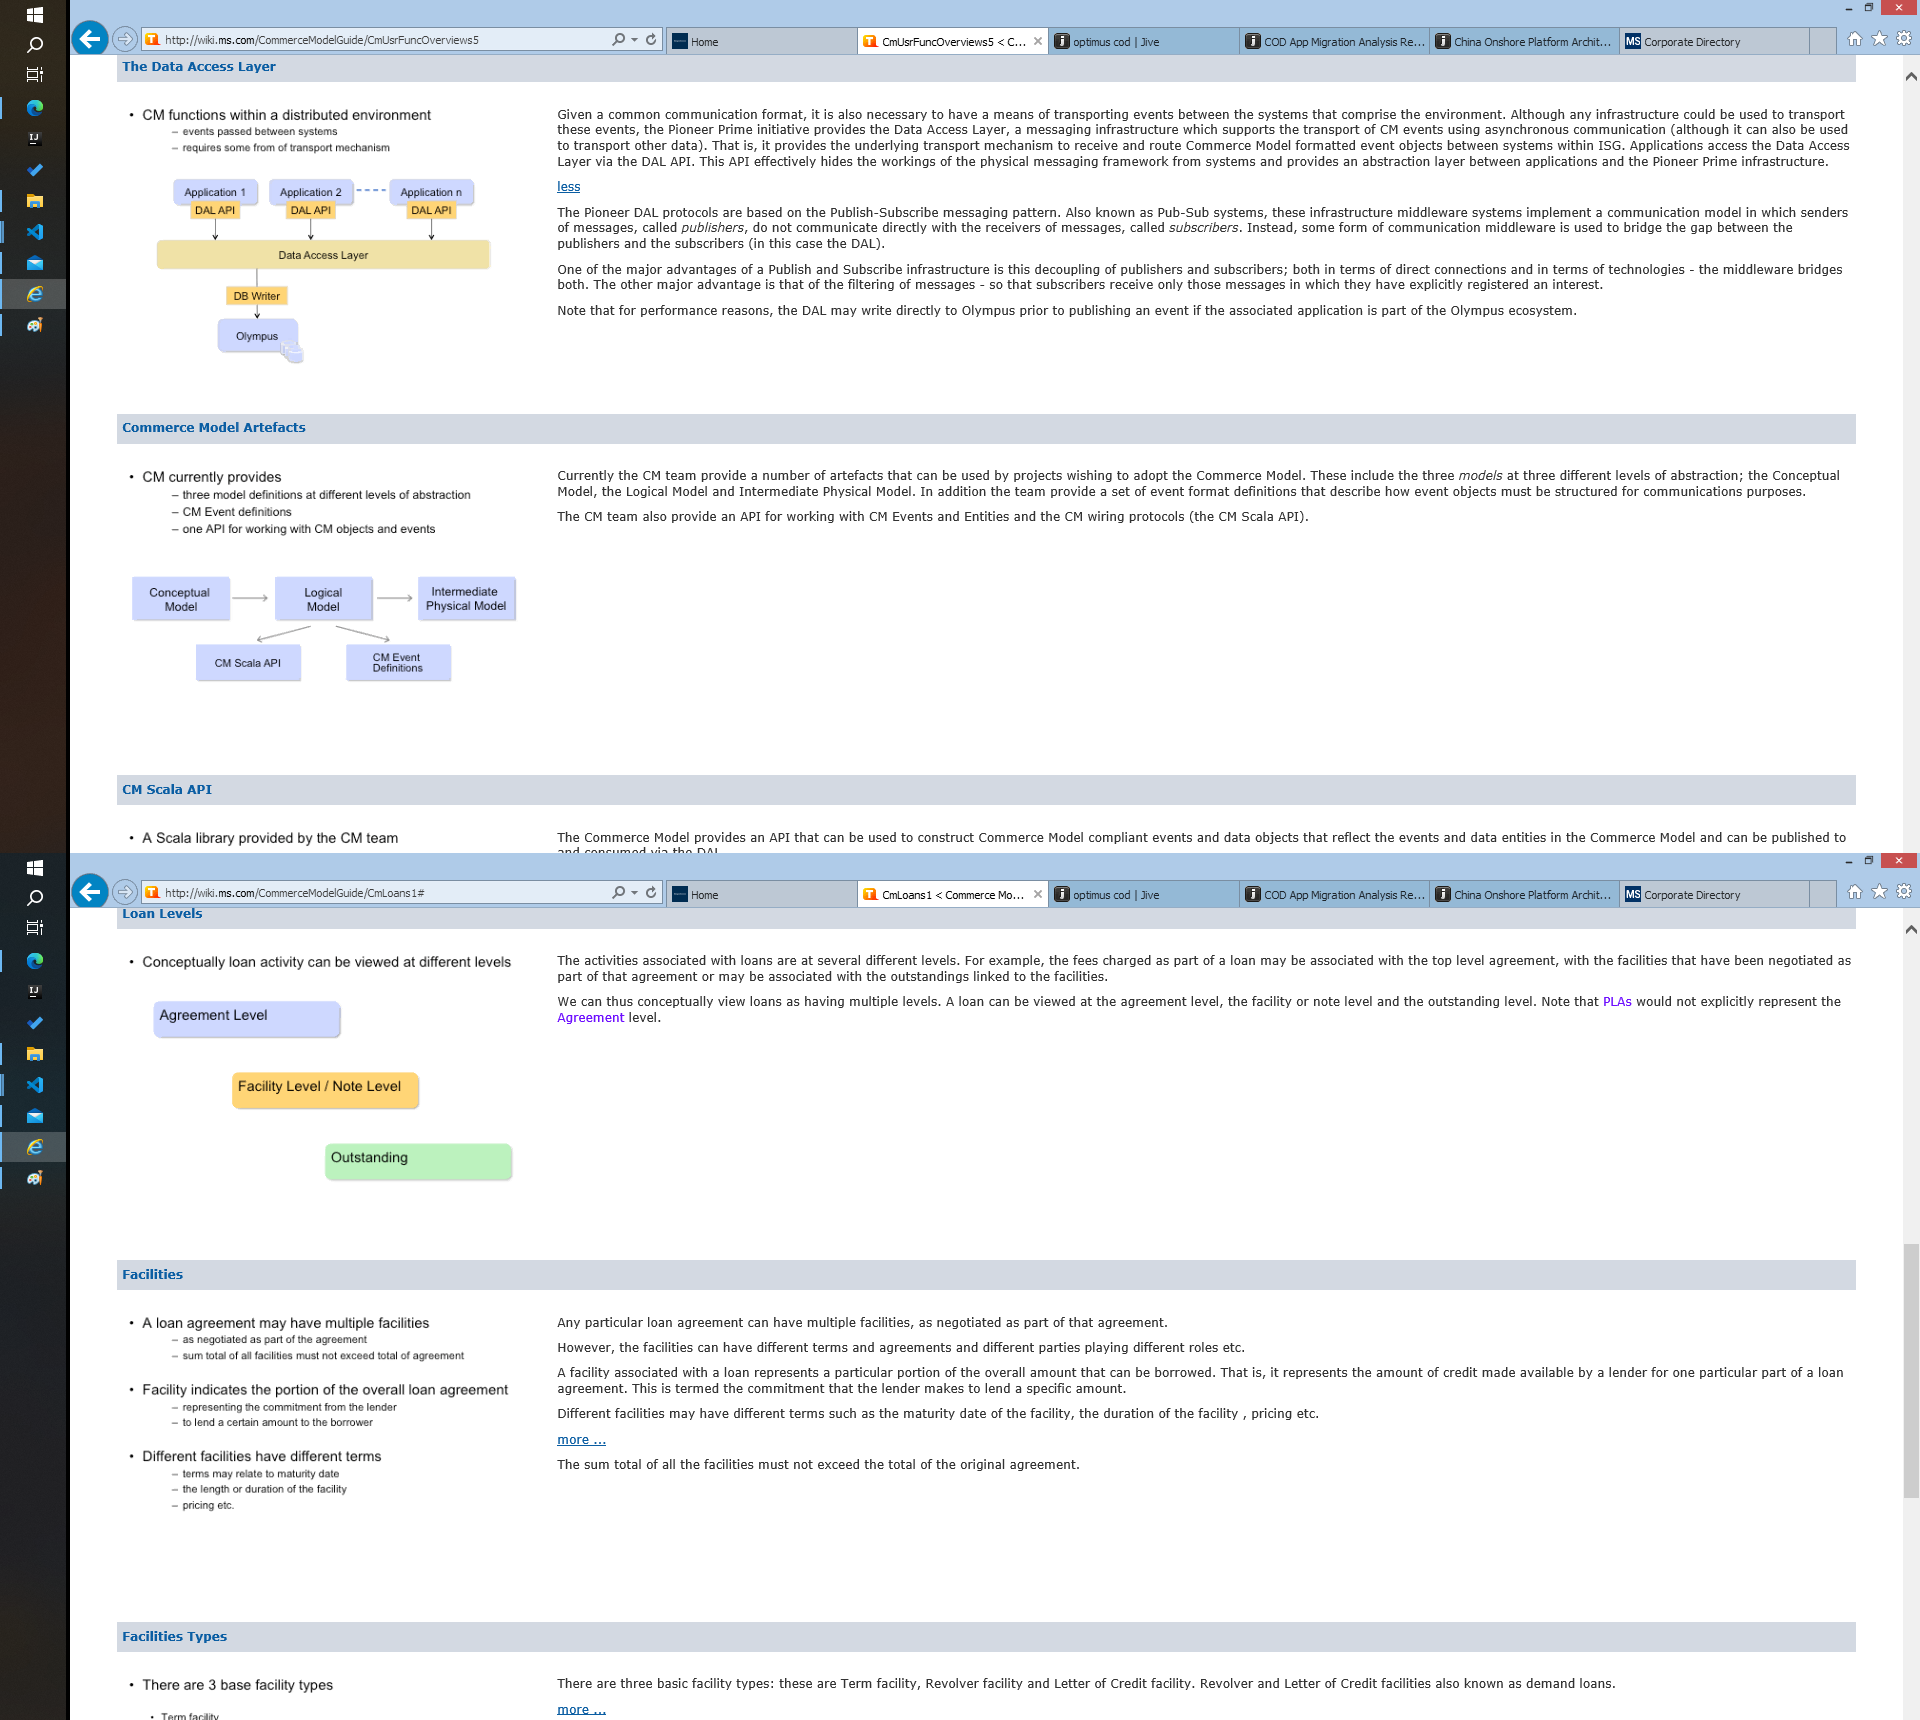 http://wiki.ms.com/CommerceModelGuide/CmUsrFuncOverviews5
Home
CmUsrFuncOverviews5 < C...
optimus cod | Jive
COD App Migration Analysis Re...
China Onshore Platform Archit...
MS Corporate Directory
The Data Access Layer
• CM functions within a distributed environment
– events passed between systems
– requires some from of transport mechanism
Application 1
Application 2
Application n
DAL API
DAL API
DAL API
Data Access Layer
DB Writer
Olympus
Given a common communication format, it is also necessary to have a means of transporting events between the systems that comprise the environment. Although any infrastructure could be used to transport
these events, the Pioneer Prime initiative provides the Data Access Layer, a messaging infrastructure which supports the transport of CM events using asynchronous communication (although it can also be used
to transport other data). That is, it provides the underlying transport mechanism to receive and route Commerce Model formatted event objects between systems within ISG. Applications access the Data Access
Layer via the DAL API. This API effectively hides the workings of the physical messaging framework from systems and provides an abstraction layer between applications and the Pioneer Prime infrastructure.
less
The Pioneer DAL protocols are based on the Publish-Subscribe messaging pattern. Also known as Pub-Sub systems, these infrastructure middleware systems implement a communication model in which senders
of messages, called publishers, do not communicate directly with the receivers of messages, called subscribers. Instead, some form of communication middleware is used to bridge the gap between the
publishers and the subscribers (in this case the DAL).
One of the major advantages of a Publish and Subscribe infrastructure is this decoupling of publishers and subscribers; both in terms of direct connections and in terms of technologies - the middleware bridges
both. The other major advantage is that of the filtering of messages - so that subscribers receive only those messages in which they have explicitly registered an interest.
Note that for performance reasons, the DAL may write directly to Olympus prior to publishing an event if the associated application is part of the Olympus ecosystem.
Commerce Model Artefacts
• CM currently provides
– three model definitions at different levels of abstraction
– CM Event definitions
– one API for working with CM objects and events
Conceptual
Model
Logical
Model
Intermediate
Physical Model
CM Scala API
CM Event
Definitions
Currently the CM team provide a number of artefacts that can be used by projects wishing to adopt the Commerce Model. These include the three models at three different levels of abstraction; the Conceptual
Model, the Logical Model and Intermediate Physical Model. In addition the team provide a set of event format definitions that describe how event objects must be structured for communications purposes.
The CM team also provide an API for working with CM Events and Entities and the CM wiring protocols (the CM Scala API).
CM Scala API
• A Scala library provided by the CM team
The Commerce Model provides an API that can be used to construct Commerce Model compliant events and data objects that reflect the events and data entities in the Commerce Model and can be published to
and consumed via the DAL
http://wiki.ms.com/CommerceModelGuide/CmLoans1#
Home
CmLoans1 < Commerce Mo...
optimus cod | Jive
COD App Migration Analysis Re...
China Onshore Platform Archit...
MS Corporate Directory
Loan Levels
• Conceptually loan activity can be viewed at different levels
Agreement Level
Facility Level / Note Level
Outstanding
The activities associated with loans are at several different levels. For example, the fees charged as part of a loan may be associated with the top level agreement, with the facilities that have been negotiated as
part of that agreement or may be associated with the outstandings linked to the facilities.
We can thus conceptually view loans as having multiple levels. A loan can be viewed at the agreement level, the facility or note level and the outstanding level. Note that PLAs would not explicitly represent the
Agreement level.
Facilities
• A loan agreement may have multiple facilities
– as negotiated as part of the agreement
– sum total of all facilities must not exceed total of agreement
• Facility indicates the portion of the overall loan agreement
– representing the commitment from the lender
– to lend a certain amount to the borrower
• Different facilities have different terms
– terms may relate to maturity date
– the length or duration of the facility
– pricing etc.
Any particular loan agreement can have multiple facilities, as negotiated as part of that agreement.
However, the facilities can have different terms and agreements and different parties playing different roles etc.
A facility associated with a loan represents a particular portion of the overall amount that can be borrowed. That is, it represents the amount of credit made available by a lender for one particular part of a loan
agreement. This is termed the commitment that the lender makes to lend a specific amount.
Different facilities may have different terms such as the maturity date of the facility, the duration of the facility , pricing etc.
more ...
The sum total of all the facilities must not exceed the total of the original agreement.
Facilities Types
• There are 3 base facility types
• Term facility
There are three basic facility types: these are Term facility, Revolver facility and Letter of Credit facility. Revolver and Letter of Credit facilities also known as demand loans.
more ...